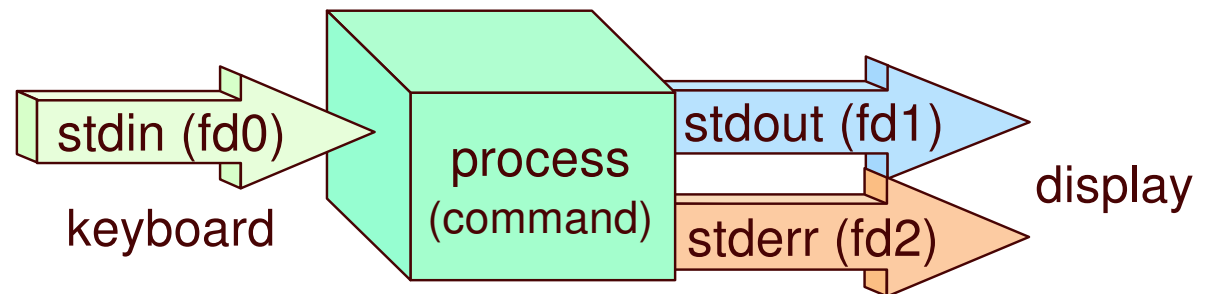 stdin (fd0)
keyboard
process
(command)
stdout (fd1)
stderr (fd2)
display